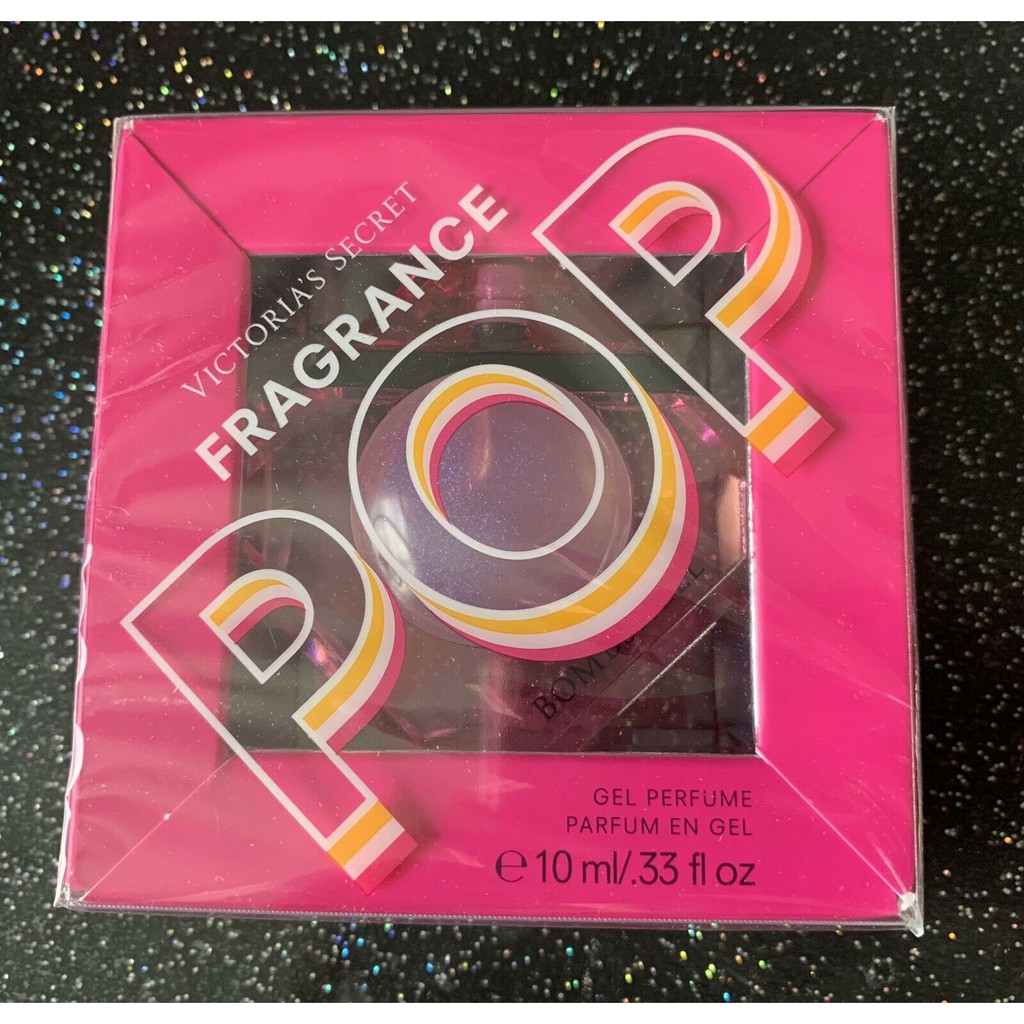 VICTORIA'S SECRET
FRAGRANCE
POP
GEL PERFUME
PARFUM EN GEL
℮ 10 ml/.33 fl oz